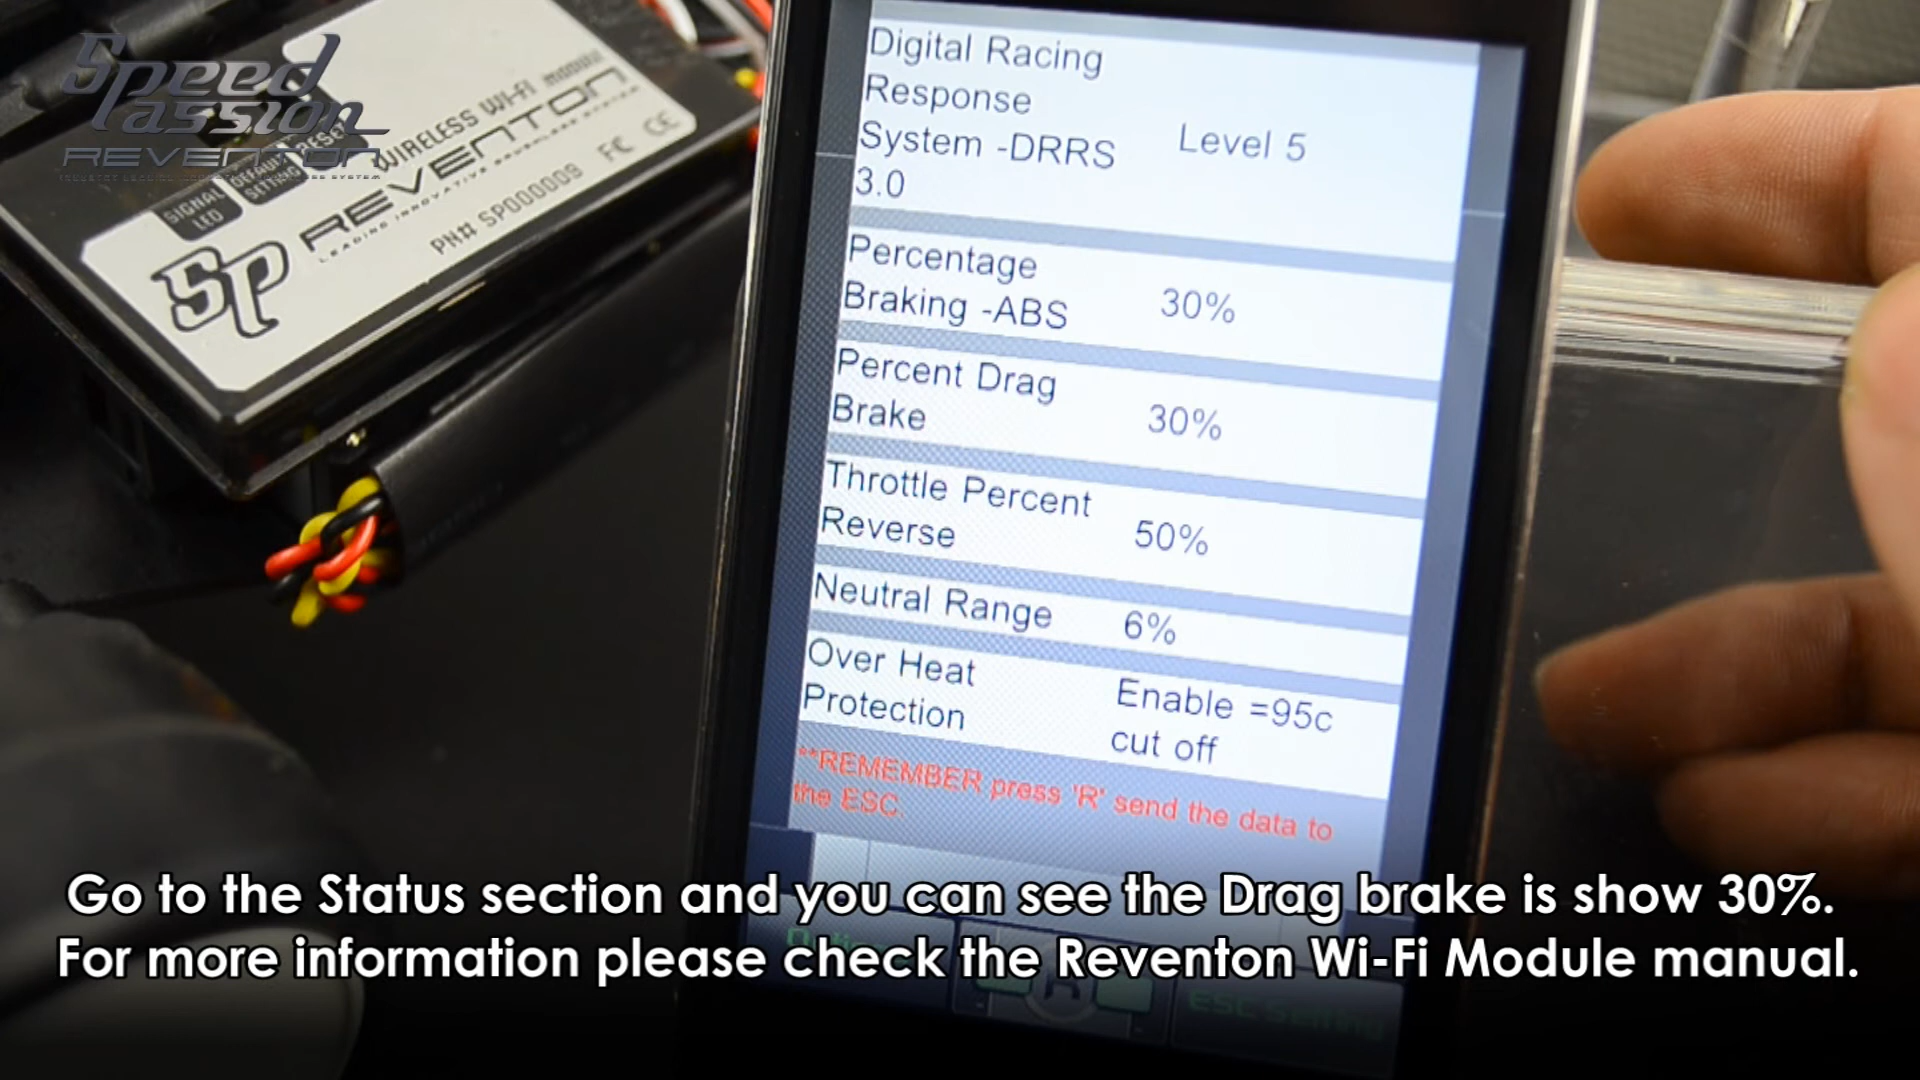 Speed
Passion
REVENTON
WIRELESS WI-FI MODULE
REVENTON
SIGNAL
LED
DEFAULT
SETTING
RESET
SP
PN# SP000009
FC CE
Digital Racing
Response
System -DRRS
3.0
Level 5
Percentage
Braking -ABS
30%
Percent Drag
Brake
30%
Throttle Percent
Reverse
50%
Neutral Range
6%
Over Heat
Protection
Enable =95c
cut off
**REMEMBER press 'R' send the data to
the ESC.
Go to the Status section and you can see the Drag brake is show 30%.
For more information please check the Reventon Wi-Fi Module manual.
ESC Setting